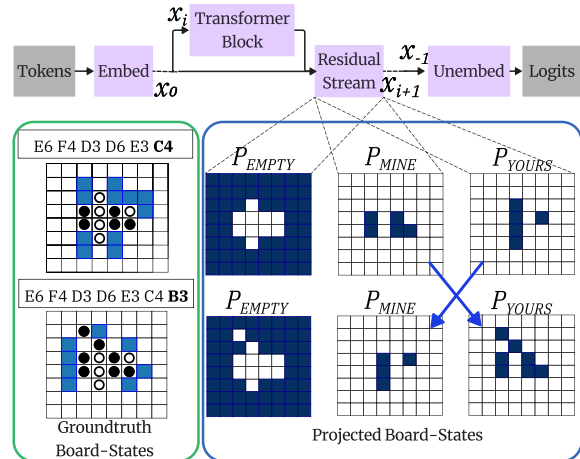 Transformer
Block
x_i
Tokens
Embed
x_0
Residual
Stream
x_{-1}
x_{i+1}
Unembed
Logits
E6 F4 D3 D6 E3 C4
P_EMPTY
P_MINE
P_YOURS
E6 F4 D3 D6 E3 C4 B3
P_EMPTY
P_MINE
P_YOURS
Groundtruth
Board-States
Projected Board-States